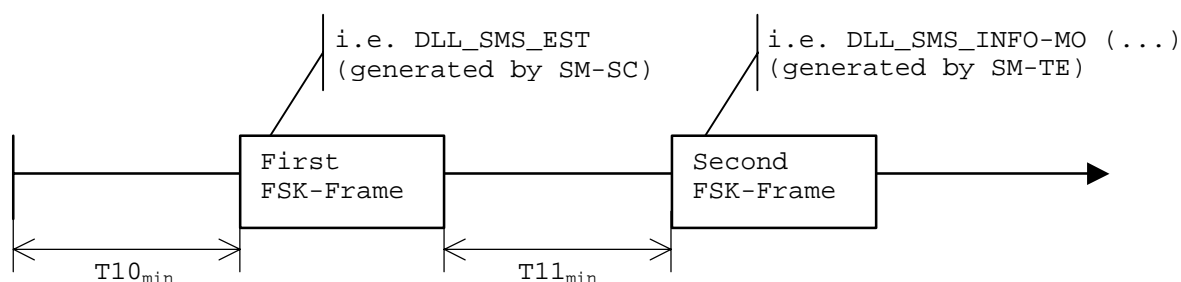 i.e. DLL_SMS_EST
(generated by SM-SC)
i.e. DLL_SMS_INFO-MO (...)
(generated by SM-TE)
First
FSK-Frame
Second
FSK-Frame
T10min
T11min